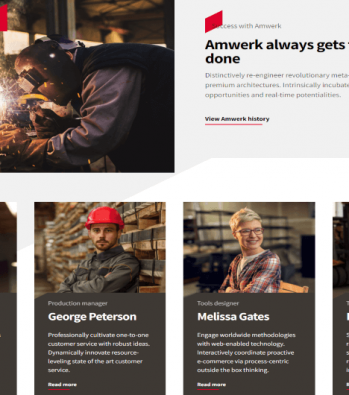 Success with Amwerk
Amwerk always gets
done
Distinctively re-engineer revolutionary meta-
premium architectures. Intrinsically incubate
opportunities and real-time potentialities.
View Amwerk history
Production manager
George Peterson
Professionally cultivate one-to-one
customer service with robust ideas.
Dynamically innovate resource-
leveling state of the art customer
service.
Read more
Tools designer
Melissa Gates
Engage worldwide methodologies
with web-enabled technology.
Interactively coordinate proactive
e-commerce via process-centric
outside the box thinking.
Read more